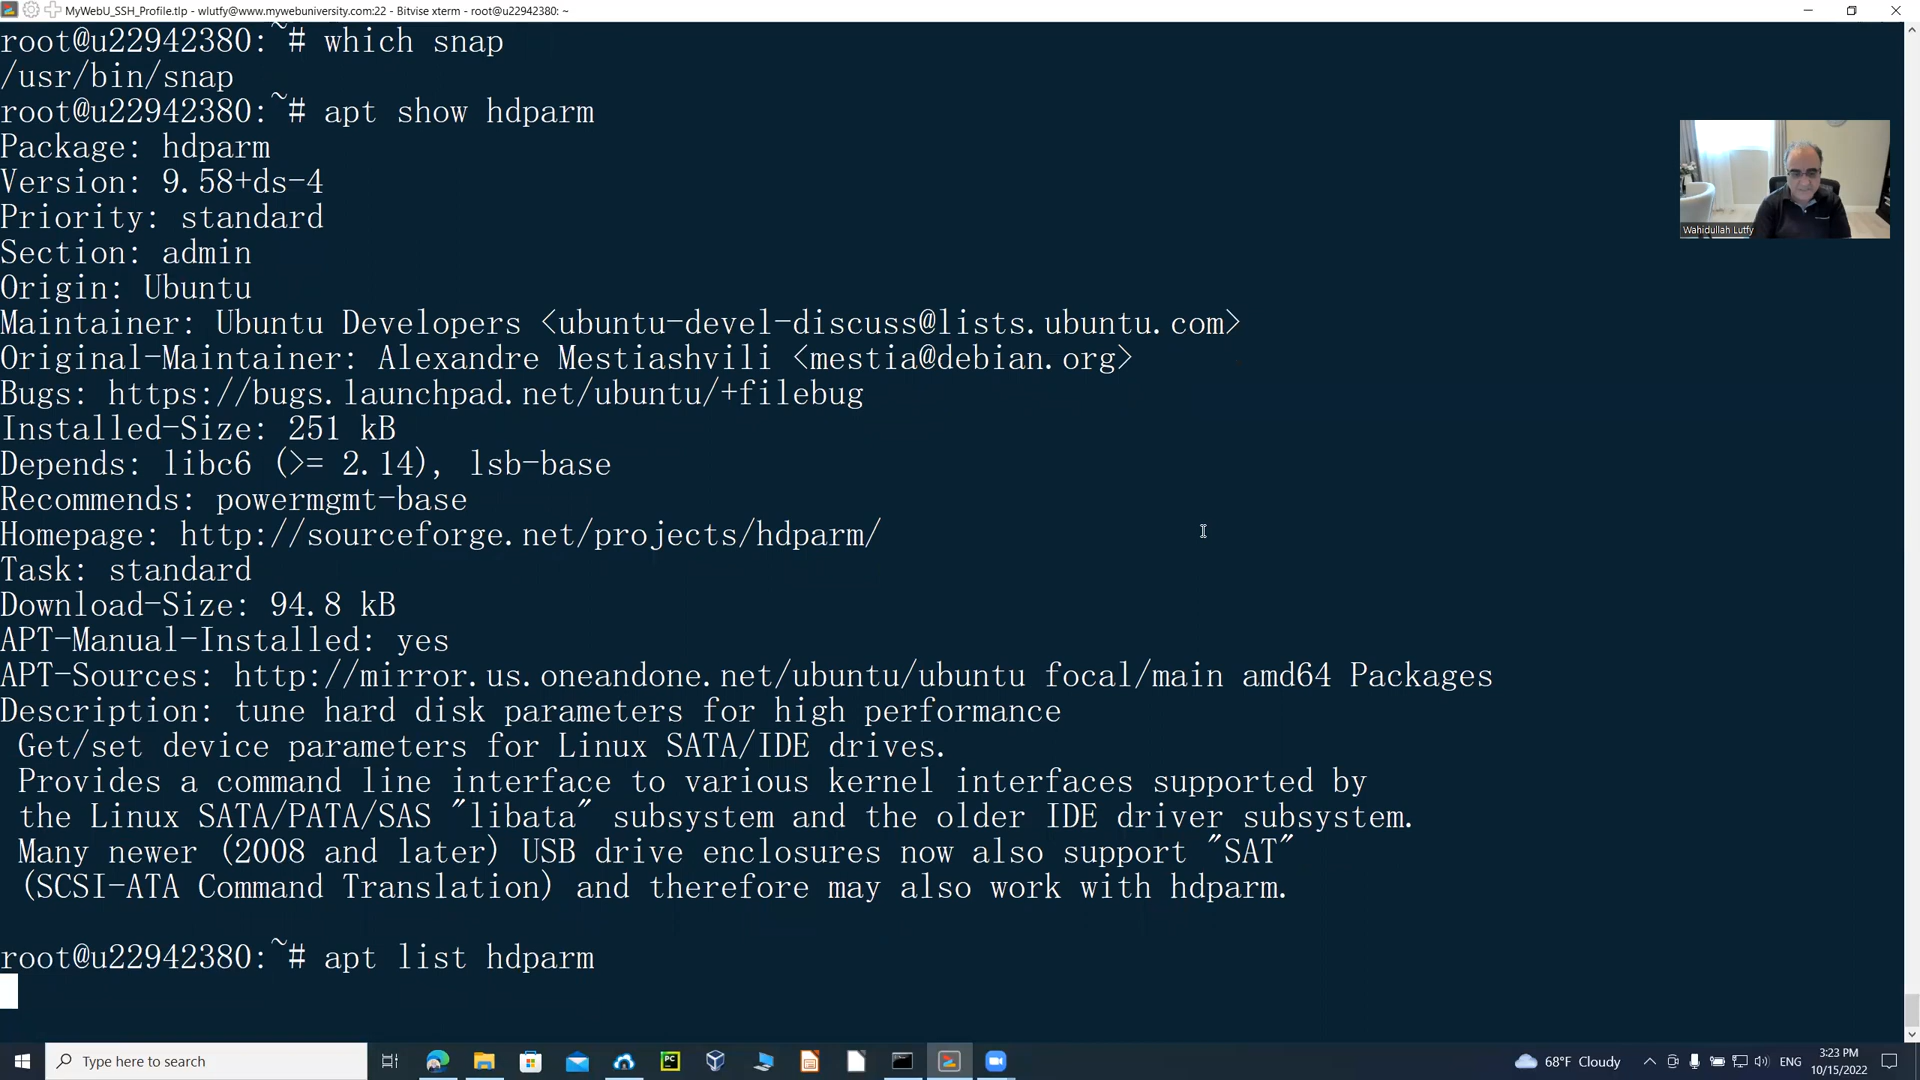 MyWebU_SSH_Profile.tlp - wlutfy@www.mywebuniversity.com:22 - Bitvise xterm - root@u22942380: ~
root@u22942380:~# which snap
/usr/bin/snap
root@u22942380:~# apt show hdparm
Package: hdparm
Version: 9.58+ds-4
Priority: standard
Section: admin
Origin: Ubuntu
Maintainer: Ubuntu Developers <ubuntu-devel-discuss@lists.ubuntu.com>
Original-Maintainer: Alexandre Mestiashvili <mestia@debian.org>
Bugs: https://bugs.launchpad.net/ubuntu/+filebug
Installed-Size: 251 kB
Depends: libc6 (>= 2.14), lsb-base
Recommends: powermgmt-base
Homepage: http://sourceforge.net/projects/hdparm/
Task: standard
Download-Size: 94.8 kB
APT-Manual-Installed: yes
APT-Sources: http://mirror.us.oneandone.net/ubuntu/ubuntu focal/main amd64 Packages
Description: tune hard disk parameters for high performance
 Get/set device parameters for Linux SATA/IDE drives.
 Provides a command line interface to various kernel interfaces supported by
 the Linux SATA/PATA/SAS "libata" subsystem and the older IDE driver subsystem.
 Many newer (2008 and later) USB drive enclosures now also support "SAT"
 (SCSI-ATA Command Translation) and therefore may also work with hdparm.
root@u22942380:~# apt list hdparm
Wahidullah Lutfy
Type here to search
PC
68°F Cloudy
ENG
3:23 PM
10/15/2022